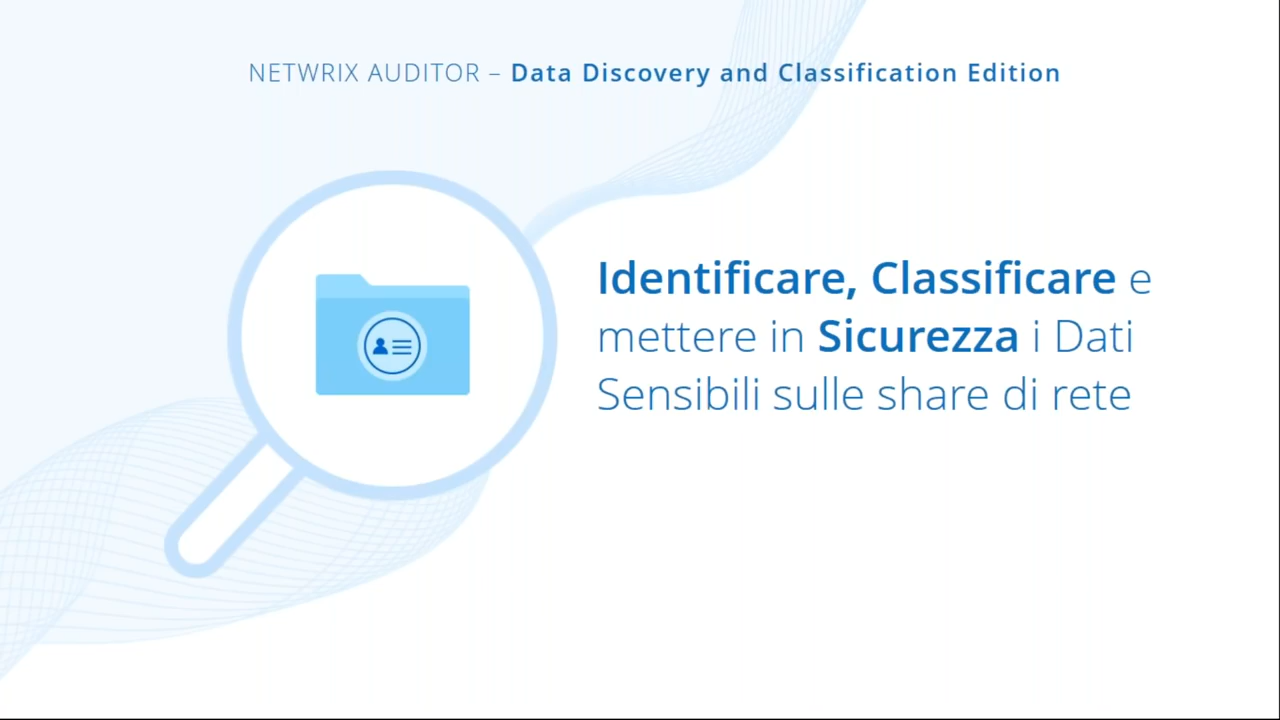 NETWRIX AUDITOR – Data Discovery and Classification Edition
Identificare, Classificare e
mettere in Sicurezza i Dati
Sensibili sulle share di rete